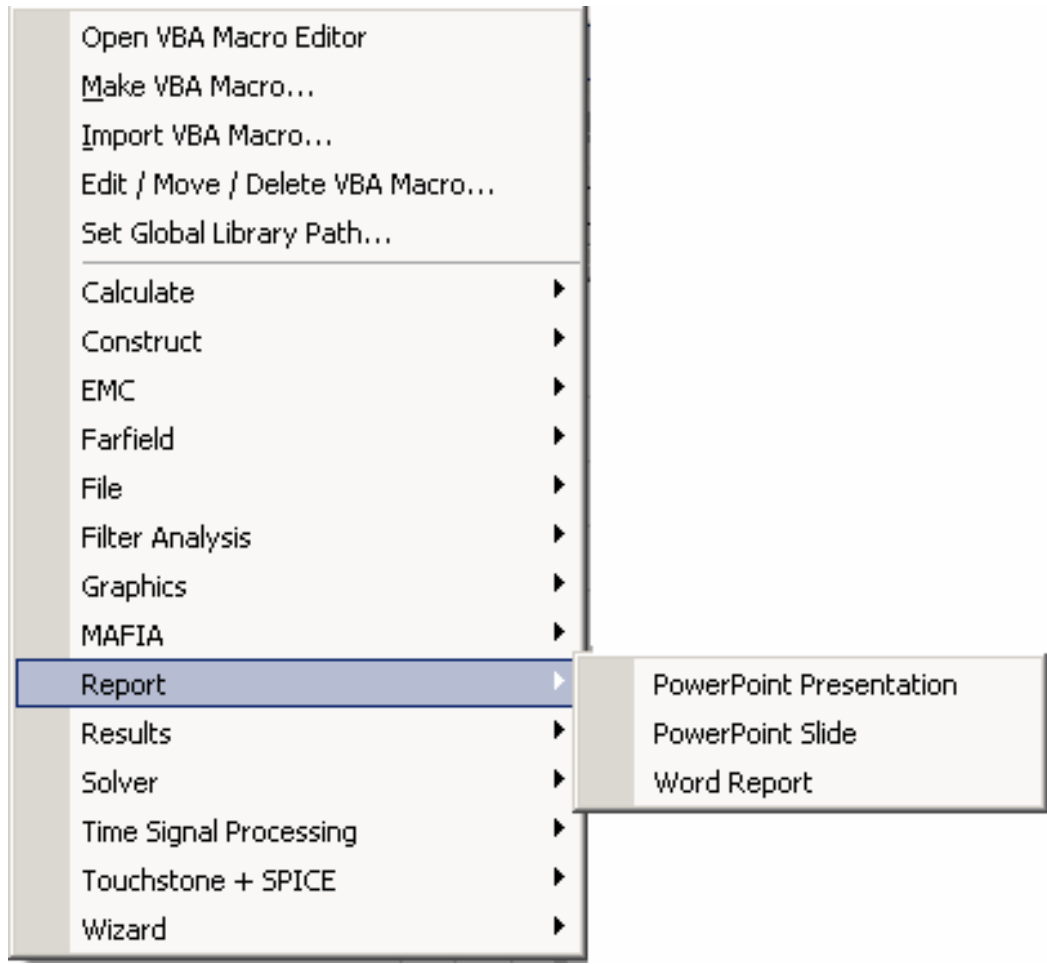 Open VBA Macro Editor
Make VBA Macro...
Import VBA Macro...
Edit / Move / Delete VBA Macro...
Set Global Library Path...
Calculate
Construct
EMC
Farfield
File
Filter Analysis
Graphics
MAFIA
Report
PowerPoint Presentation
PowerPoint Slide
Word Report
Results
Solver
Time Signal Processing
Touchstone + SPICE
Wizard